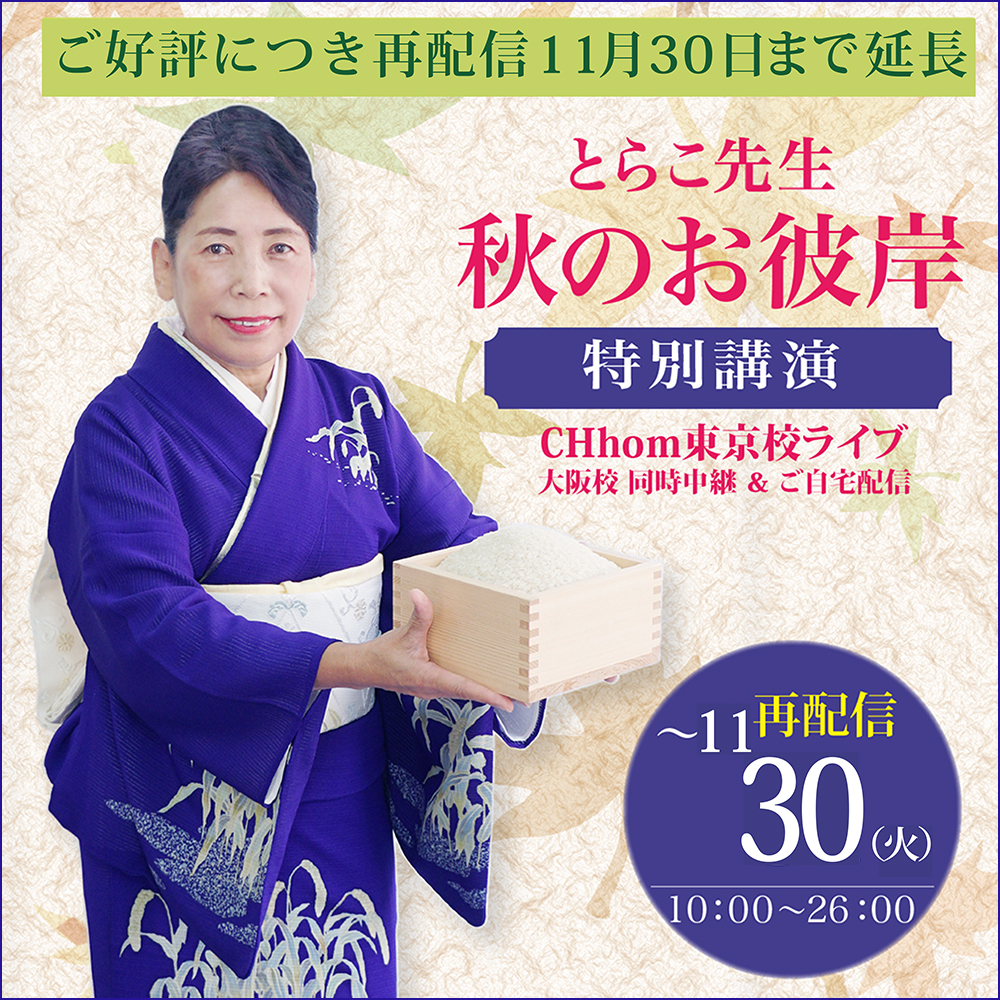 ご好評につき再配信11月30日まで延長
とらこ先生
秋のお彼岸
特別講演
CHhom東京校ライブ
大阪校 同時中継 & ご自宅配信
再配信
～11
30(火)
10:00～26:00